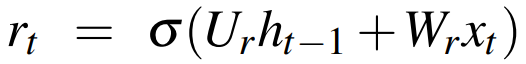 r_t = σ(U_r h_{t−1} + W_r x_t)